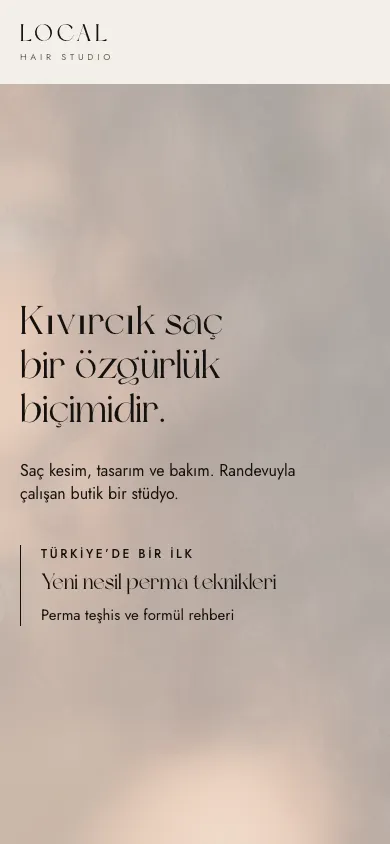 LOCAL
HAIR STUDIO
Kıvırcık saç
bir özgürlük
biçimidir.
Saç kesim, tasarım ve bakım. Randevuyla
çalışan butik bir stüdyo.
TÜRKİYE’DE BİR İLK
Yeni nesil perma teknikleri
Perma teşhis ve formül rehberi